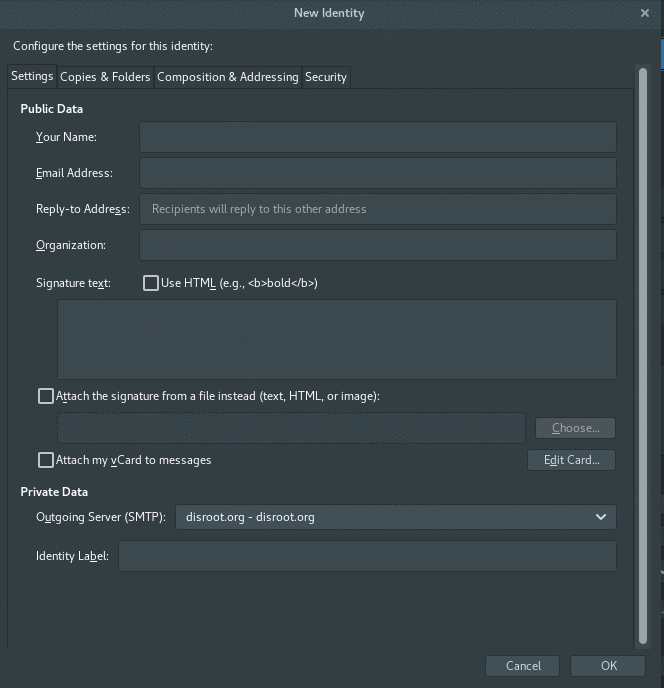 New Identity
Configure the settings for this identity:
Settings Copies & Folders Composition & Addressing Security
Public Data
Your Name:
Email Address:
Reply-to Address: Recipients will reply to this other address
Organization:
Signature text: Use HTML (e.g., <b>bold</b>)
Attach the signature from a file instead (text, HTML, or image):
Choose...
Attach my vCard to messages Edit Card...
Private Data
Outgoing Server (SMTP): disroot.org - disroot.org
Identity Label:
Cancel OK